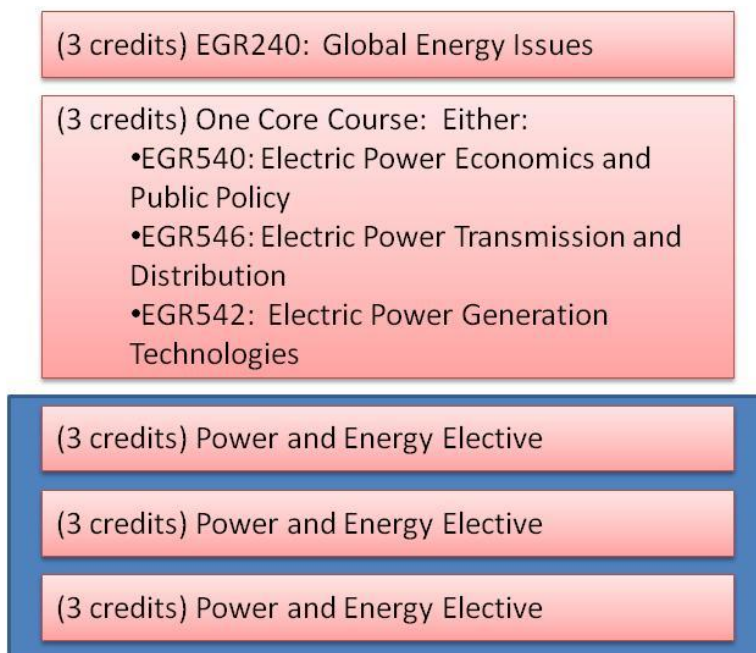 (3 credits) EGR240:  Global Energy Issues
(3 credits) One Core Course:  Either:
•EGR540: Electric Power Economics and
Public Policy
•EGR546: Electric Power Transmission and
Distribution
•EGR542:  Electric Power Generation
Technologies
(3 credits) Power and Energy Elective
(3 credits) Power and Energy Elective
(3 credits) Power and Energy Elective